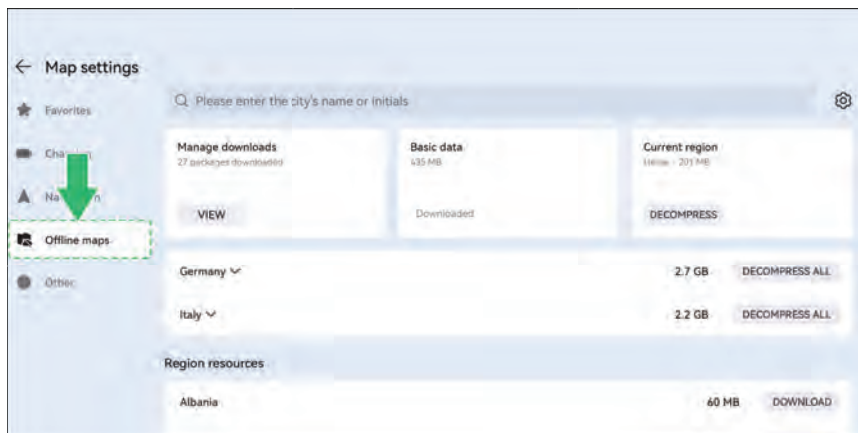 Map settings
Please enter the city's name or initials
Favorites
Manage downloads
27 packages downloaded
VIEW
Basic data
435 MB
Downloaded
Current region
201 MB
DECOMPRESS
Offline maps
Other
Germany
2.7 GB
DECOMPRESS ALL
Italy
2.2 GB
DECOMPRESS ALL
Region resources
Albania
60 MB
DOWNLOAD